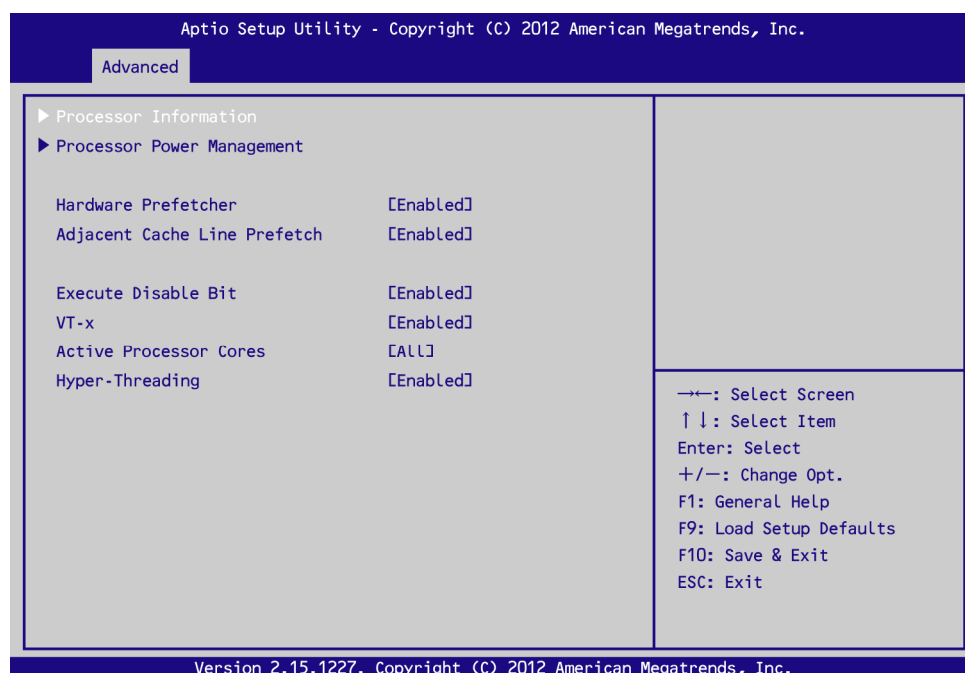 Aptio Setup Utility - Copyright (C) 2012 American Megatrends, Inc.
Advanced
▶ Processor Information
▶ Processor Power Management
Hardware Prefetcher [Enabled]
Adjacent Cache Line Prefetch [Enabled]
Execute Disable Bit [Enabled]
VT-x [Enabled]
Active Processor Cores [All]
Hyper-Threading [Enabled]
→←: Select Screen
↑↓: Select Item
Enter: Select
+/-: Change Opt.
F1: General Help
F9: Load Setup Defaults
F10: Save & Exit
ESC: Exit
Version 2.15.1227. Copyright (C) 2012 American Megatrends, Inc.